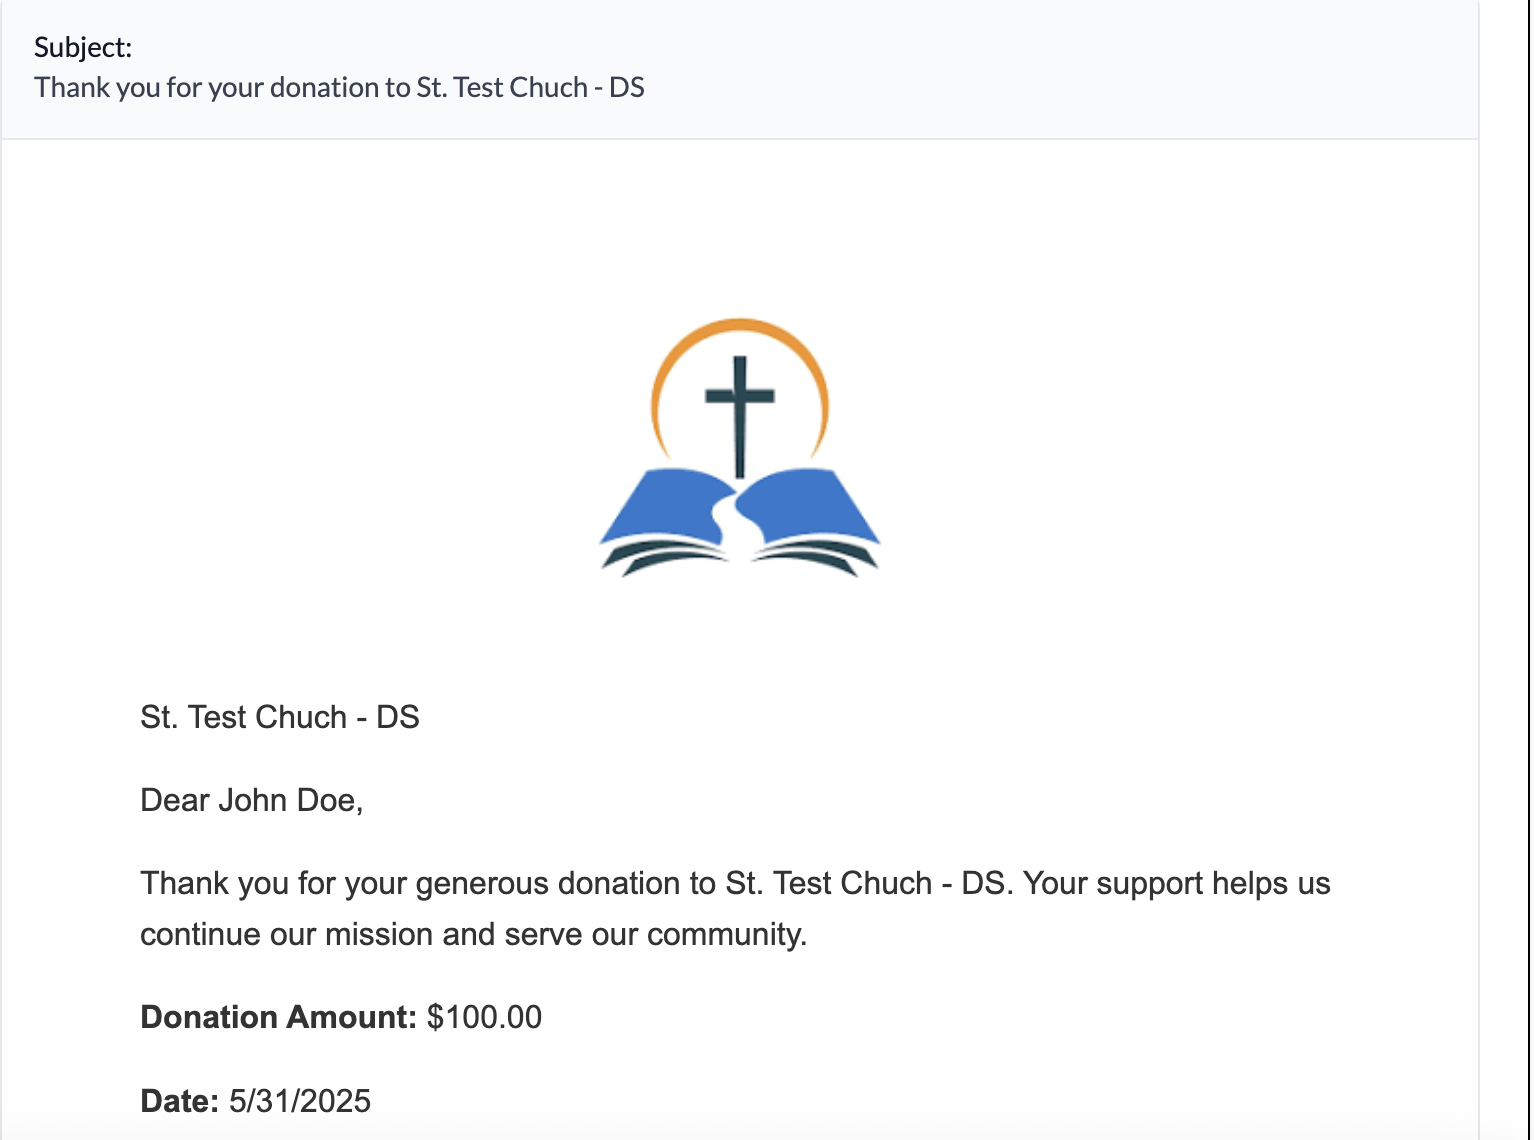 Subject:
Thank you for your donation to St. Test Chuch - DS
St. Test Chuch - DS
Dear John Doe,
Thank you for your generous donation to St. Test Chuch - DS. Your support helps us
continue our mission and serve our community.
Donation Amount: $100.00
Date: 5/31/2025